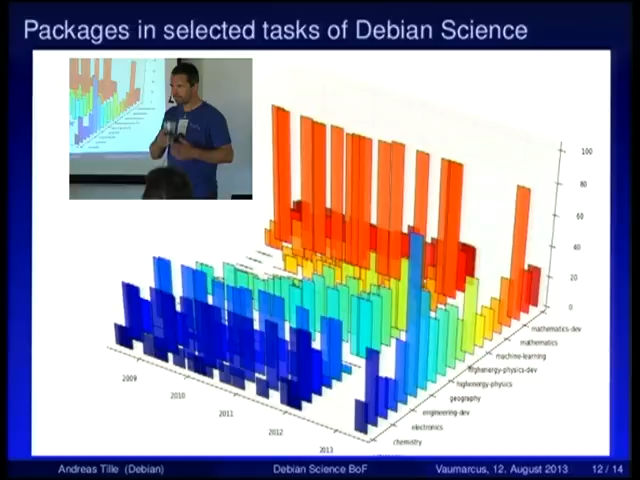 Packages in selected tasks of Debian Science
100
80
60
40
20
0
mathematics-dev
mathematics
machine-learning
highenergy-physics-dev
highenergy-physics
geography
engineering-dev
electronics
chemistry
2009
2010
2011
2012
2013
Andreas Tille (Debian)
Debian Science BoF
Vaumarcus, 12. August 2013
12 / 14